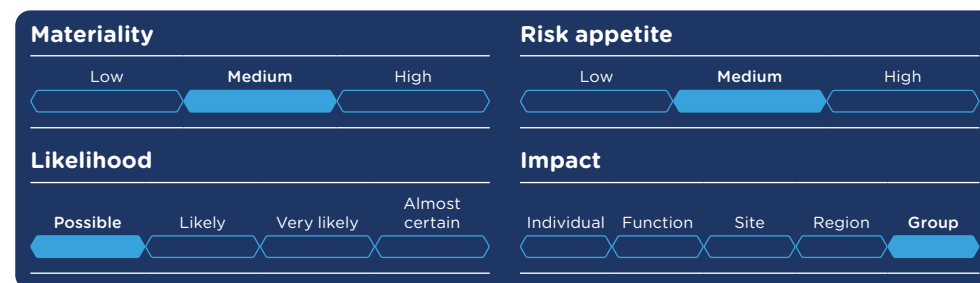 Materiality
Low Medium High
Risk appetite
Low Medium High
Likelihood
Possible Likely Very likely Almost
certain
Impact
Individual Function Site Region Group